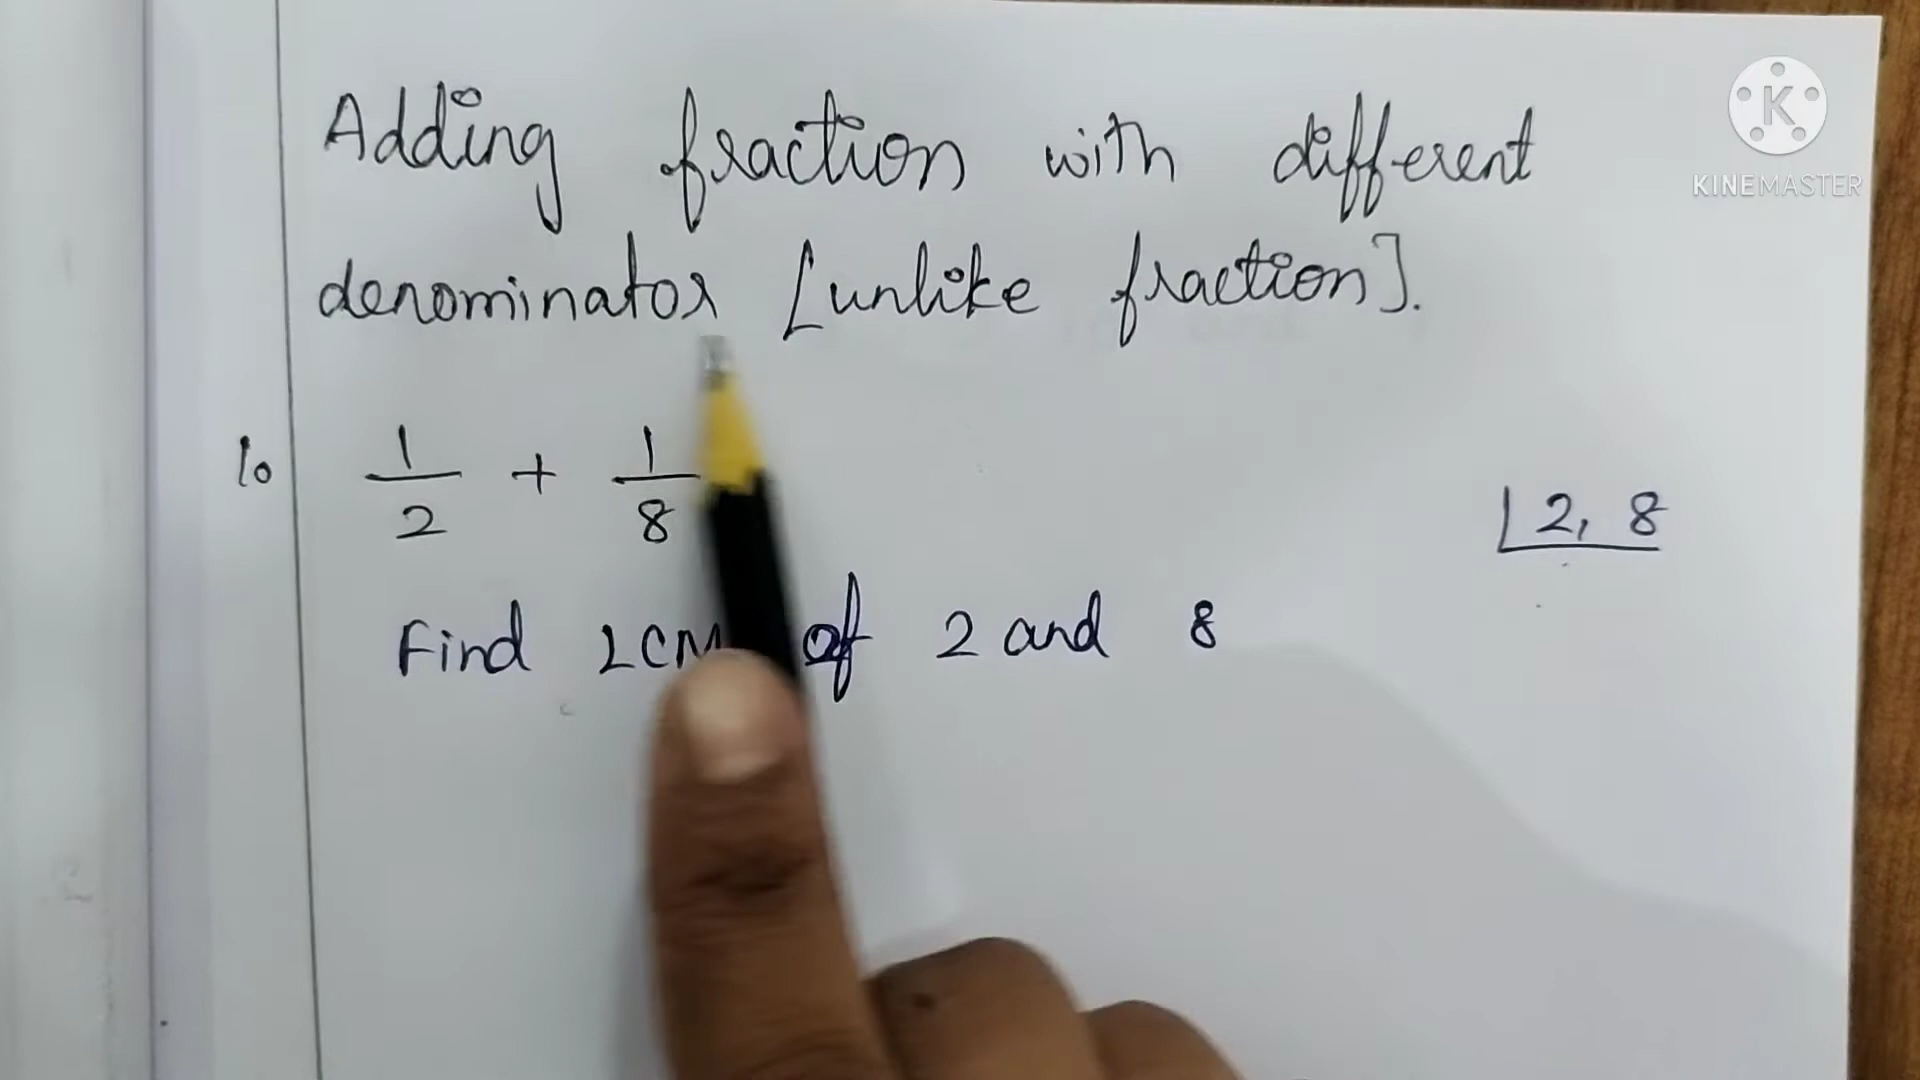 Adding fraction with different
denominator [unlike fraction].
1. 1/2 + 1/8
2, 8
Find LCM of 2 and 8
K
KINEMASTER